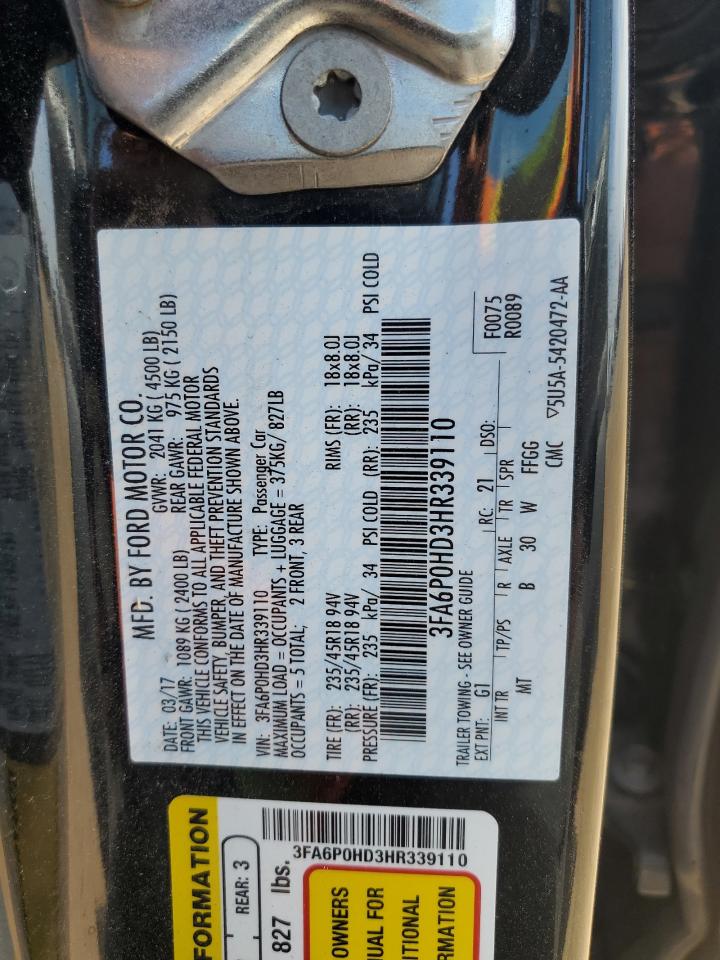 MFD. BY FORD MOTOR CO.
DATE: 03/17 GVWR: 2041 KG ( 4500 LB)
FRONT GAWR: 1089 KG ( 2400 LB) REAR GAWR: 975 KG ( 2150 LB)
THIS VEHICLE CONFORMS TO ALL APPLICABLE FEDERAL MOTOR
VEHICLE SAFETY, BUMPER, AND THEFT PREVENTION STANDARDS
IN EFFECT ON THE DATE OF MANUFACTURE SHOWN ABOVE.
VIN: 3FA6P0HD3HR339110 TYPE: Passenger Car
MAXIMUM LOAD = OCCUPANTS + LUGGAGE = 375KG/ 827LB
OCCUPANTS = 5 TOTAL; 2 FRONT, 3 REAR
TIRE (FR): 235/45R18 94V RIMS (FR): 18x8.0J
(RR): 235/45R18 94V (RR): 18x8.0J
PRESSURE (FR): 235 kPa/ 34 PSI COLD (RR): 235 kPa/ 34 PSI COLD
3FA6P0HD3HR339110
TRAILER TOWING - SEE OWNER GUIDE
EXT PNT: G1 RC: 21 DSO: F0075
R0089
INT TR TP/PS R AXLE TR SPR
MT B 30 W FFGG
CMC ▽5U5A-5420472-AA
FORMATION
REAR: 3
827 lbs.
3FA6P0HD3HR339110
OWNERS
UAL FOR
ITIONAL
RMATION